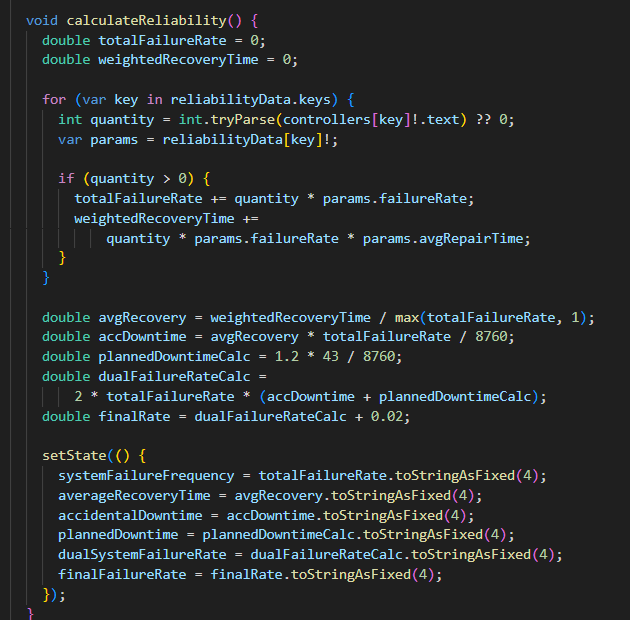 void calculateReliability() {
double totalFailureRate = 0;
double weightedRecoveryTime = 0;
for (var key in reliabilityData.keys) {
int quantity = int.tryParse(controllers[key]!.text) ?? 0;
var params = reliabilityData[key]!;
if (quantity > 0) {
totalFailureRate += quantity * params.failureRate;
weightedRecoveryTime +=
quantity * params.failureRate * params.avgRepairTime;
}
}
double avgRecovery = weightedRecoveryTime / max(totalFailureRate, 1);
double accDowntime = avgRecovery * totalFailureRate / 8760;
double plannedDowntimeCalc = 1.2 * 43 / 8760;
double dualFailureRateCalc =
2 * totalFailureRate * (accDowntime + plannedDowntimeCalc);
double finalRate = dualFailureRateCalc + 0.02;
setState(() {
systemFailureFrequency = totalFailureRate.toStringAsFixed(4);
averageRecoveryTime = avgRecovery.toStringAsFixed(4);
accidentalDowntime = accDowntime.toStringAsFixed(4);
plannedDowntime = plannedDowntimeCalc.toStringAsFixed(4);
dualSystemFailureRate = dualFailureRateCalc.toStringAsFixed(4);
finalFailureRate = finalRate.toStringAsFixed(4);
});
}